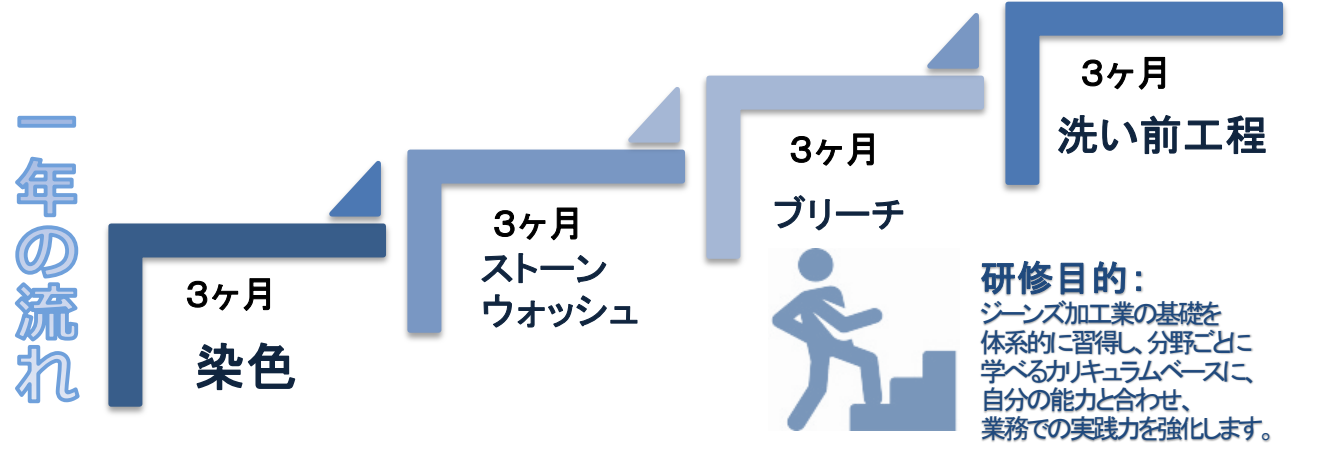 一年の流れ
3ヶ月
染色
3ヶ月
ストーン
ウォッシュ
3ヶ月
ブリーチ
3ヶ月
洗い前工程
研修目的：
ジーンズ加工業の基礎を
体系的に習得し、分野ごとに
学べるカリキュラムベースに、
自分の能力と合わせ、
業務での実践力を強化します。